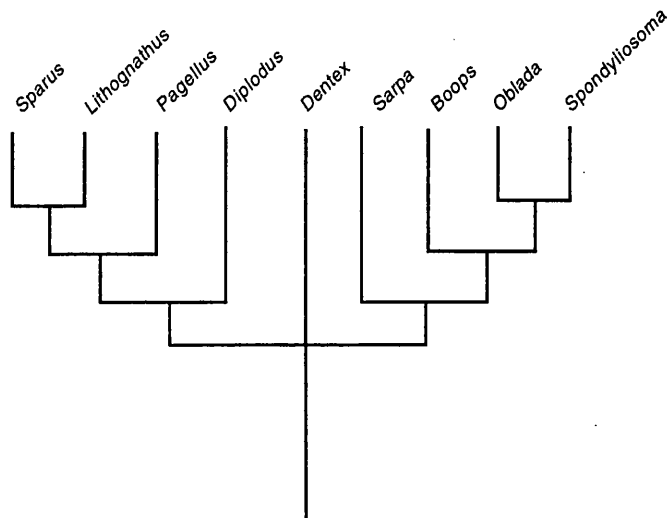 Sparus
Lithognathus
Pagellus
Diplodus
Dentex
Sarpa
Boops
Oblada
Spondyliosoma